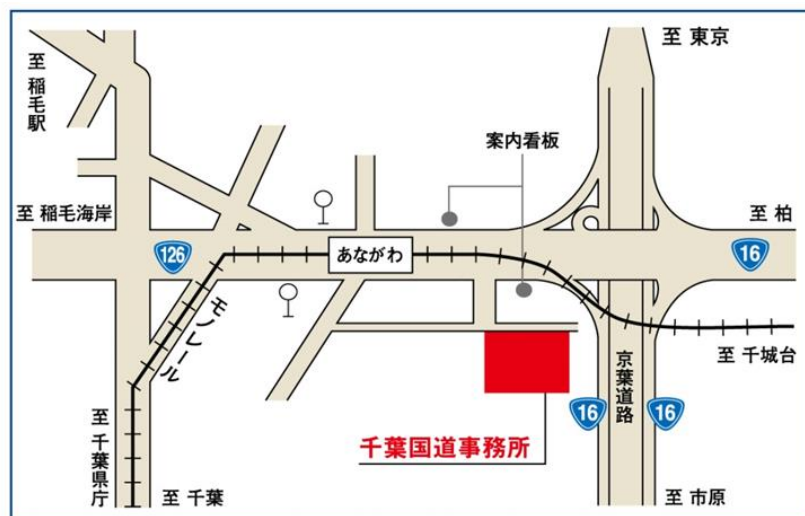 至 東京
至 稲毛駅
案内看板
至 稲毛海岸
至 柏
126
あながわ
16
モノレール
至 千城台
京葉道路
16
16
至 千葉県庁
千葉国道事務所
至 千葉
至 市原